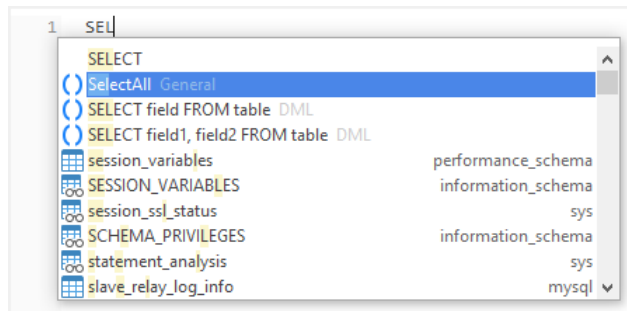 1 SEL
SELECT
SelectAll General
SELECT field FROM table DML
SELECT field1, field2 FROM table DML
session_variables performance_schema
SESSION_VARIABLES information_schema
session_ssl_status sys
SCHEMA_PRIVILEGES information_schema
statement_analysis sys
slave_relay_log_info mysql